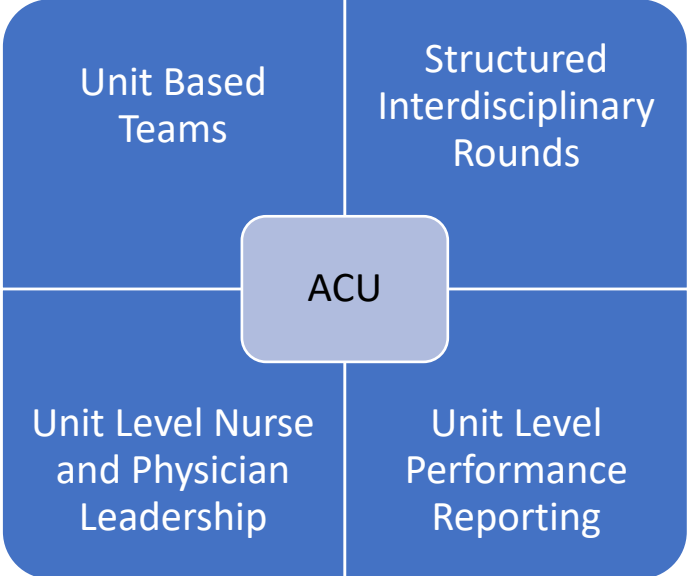 Unit Based
Teams
Structured
Interdisciplinary
Rounds
ACU
Unit Level Nurse
and Physician
Leadership
Unit Level
Performance
Reporting